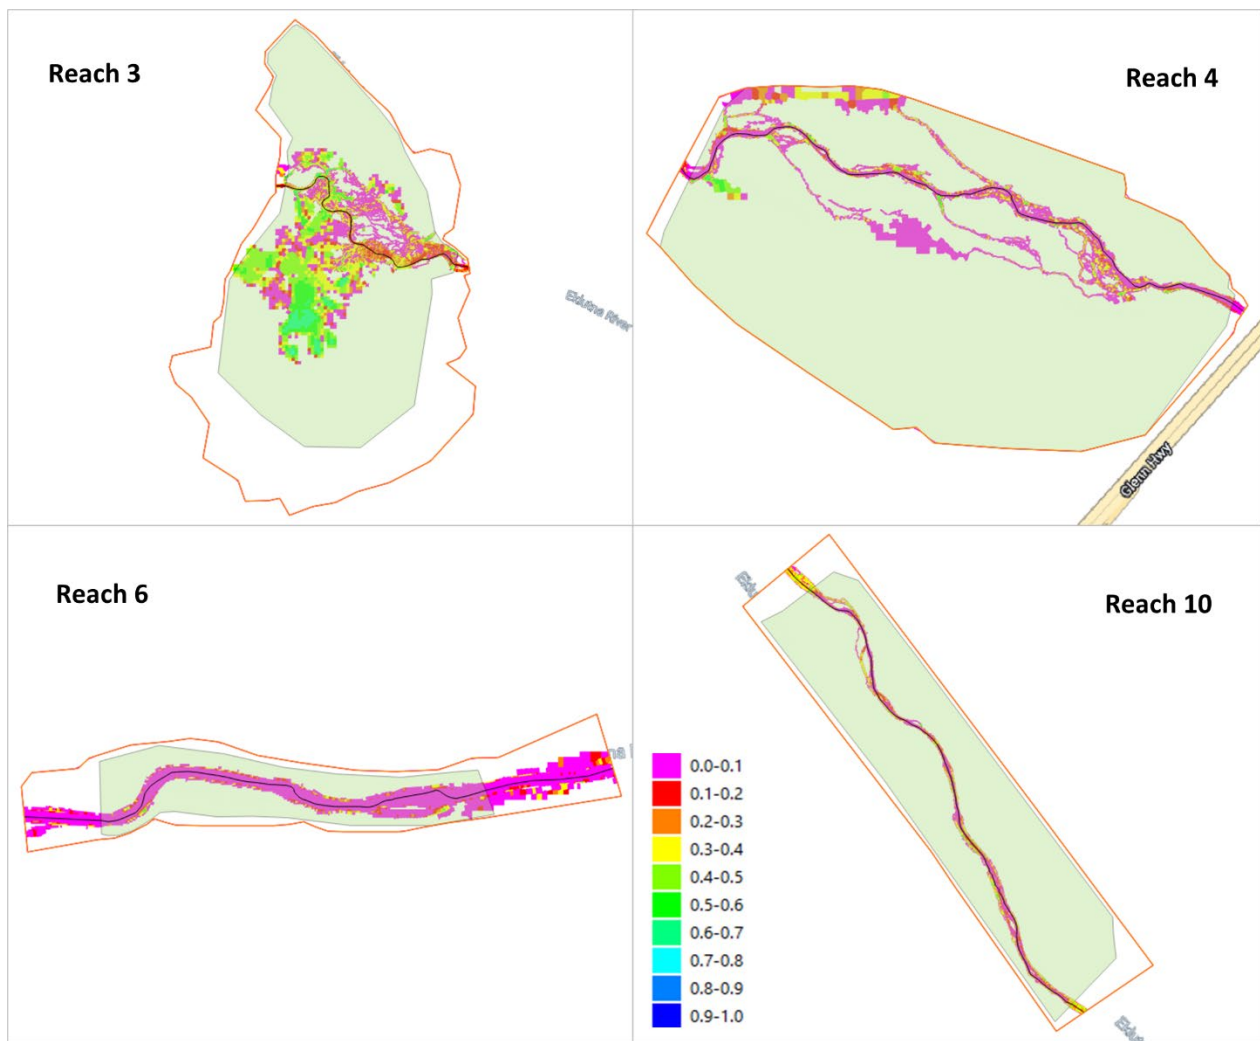 Reach 3
Reach 4
Eklutna River
Glenn Hwy
Reach 6
Reach 10
0.0-0.1
0.1-0.2
0.2-0.3
0.3-0.4
0.4-0.5
0.5-0.6
0.6-0.7
0.7-0.8
0.8-0.9
0.9-1.0